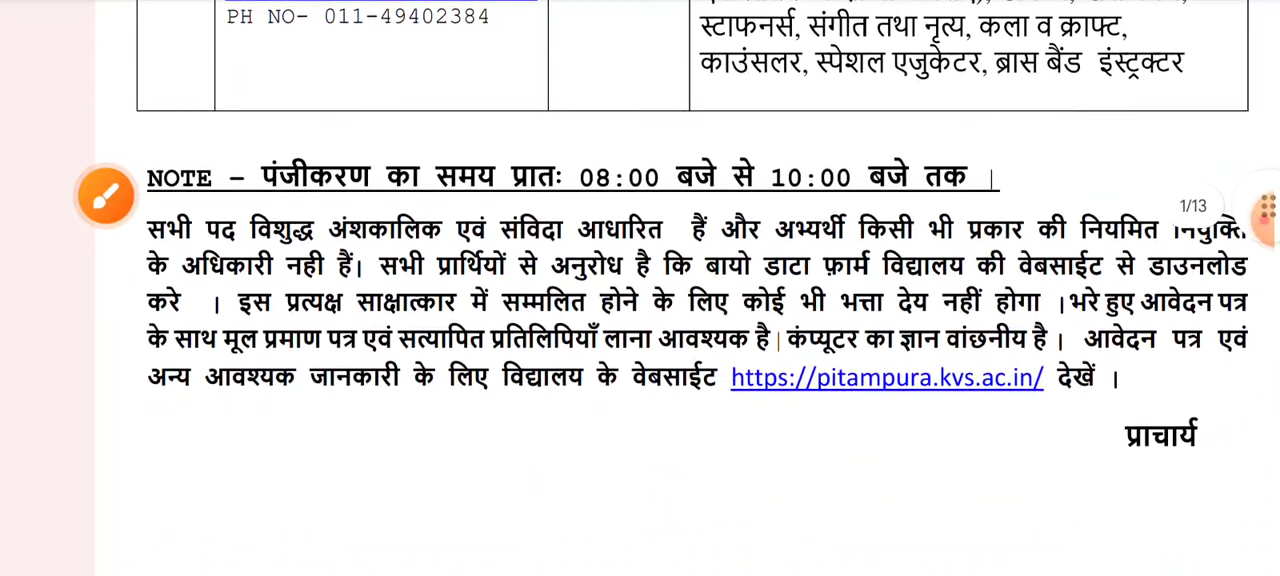 PH NO- 011-49402384
स्टाफनर्स, संगीत तथा नृत्य, कला व क्राफ्ट,
काउंसलर, स्पेशल एजुकेटर, ब्रास बैंड इंस्ट्रक्टर
NOTE – पंजीकरण का समय प्रातः 08:00 बजे से 10:00 बजे तक |
1/13
सभी पद विशुद्ध अंशकालिक एवं संविदा आधारित हैं और अभ्यर्थी किसी भी प्रकार की नियमित नियुक्ति
के अधिकारी नही हैं। सभी प्रार्थियों से अनुरोध है कि बायो डाटा फ़ार्म विद्यालय की वेबसाईट से डाउनलोड
करे । इस प्रत्यक्ष साक्षात्कार में सम्मलित होने के लिए कोई भी भत्ता देय नहीं होगा ।भरे हुए आवेदन पत्र
के साथ मूल प्रमाण पत्र एवं सत्यापित प्रतिलिपियाँ लाना आवश्यक है| कंप्यूटर का ज्ञान वांछनीय है। आवेदन पत्र एवं
अन्य आवश्यक जानकारी के लिए विद्यालय के वेबसाईट https://pitampura.kvs.ac.in/ देखें ।
प्राचार्य